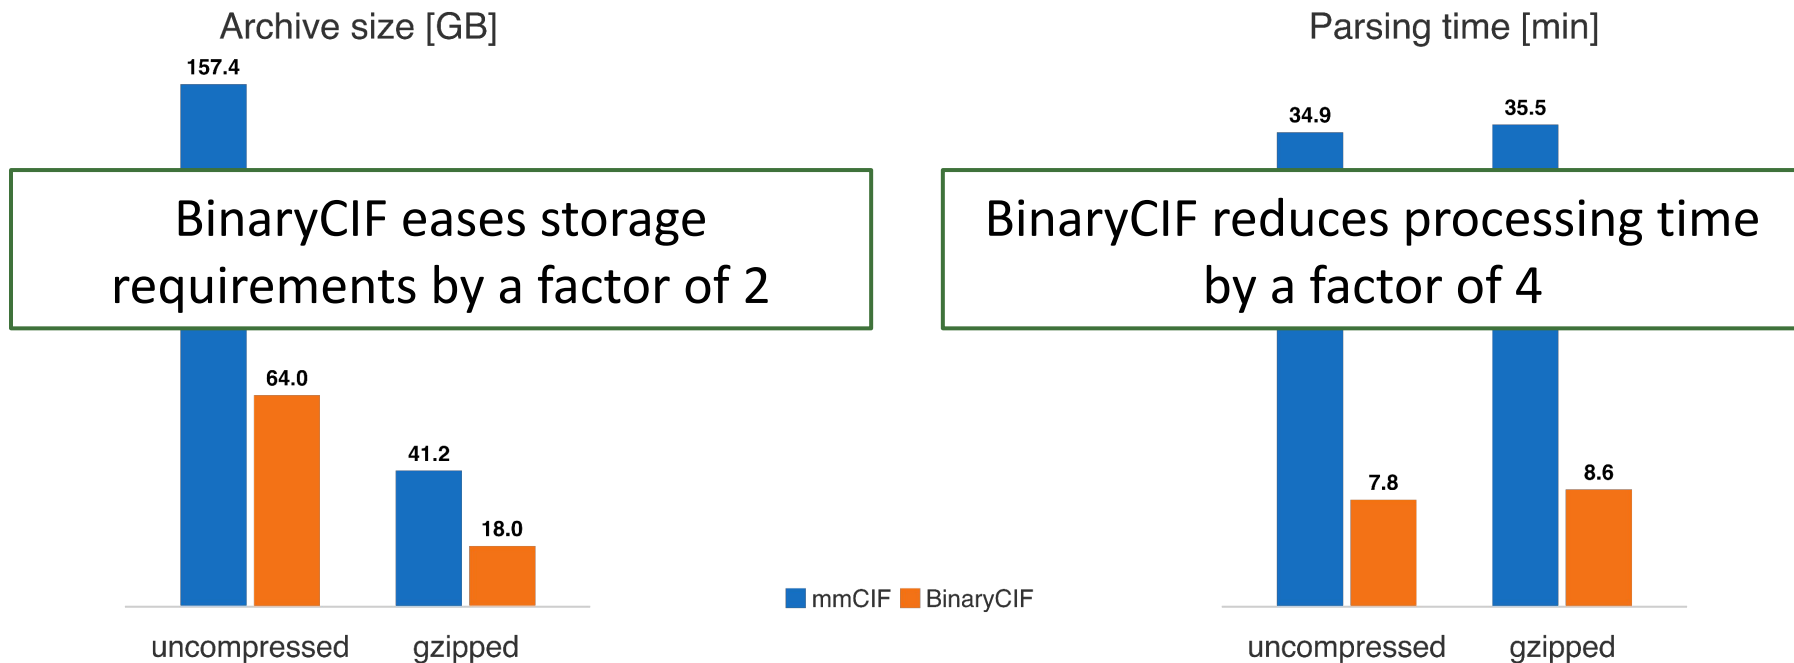 Archive size [GB]
157.4
BinaryCIF eases storage
requirements by a factor of 2
64.0
41.2
18.0
uncompressed
gzipped
mmCIF
BinaryCIF
Parsing time [min]
34.9
35.5
BinaryCIF reduces processing time
by a factor of 4
7.8
8.6
uncompressed
gzipped